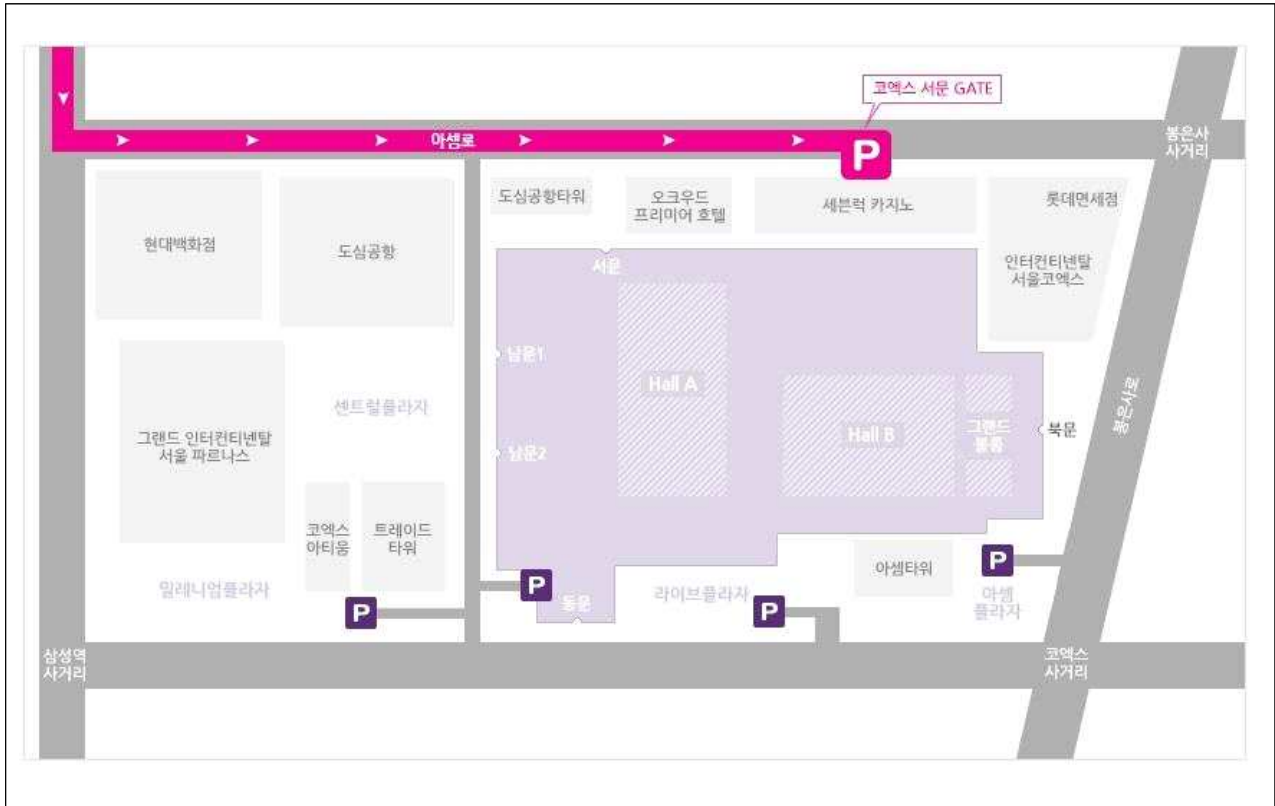 코엑스 서문 GATE
아셈로
P
봉은사
사거리
도심공항타워
오크우드
프리미어 호텔
세븐럭 카지노
롯데면세점
현대백화점
도심공항
서문
인터컨티넨탈
서울코엑스
남문1
Hall A
센트럴플라자
봉은사로
그랜드 인터컨티넨탈
서울 파르나스
남문2
Hall B
그랜드
볼룸
북문
코엑스
아티움
트레이드
타워
아셈타워
P
밀레니엄플라자
P
P
동문
라이브플라자
P
아셈
플라자
삼성역
사거리
코엑스
사거리